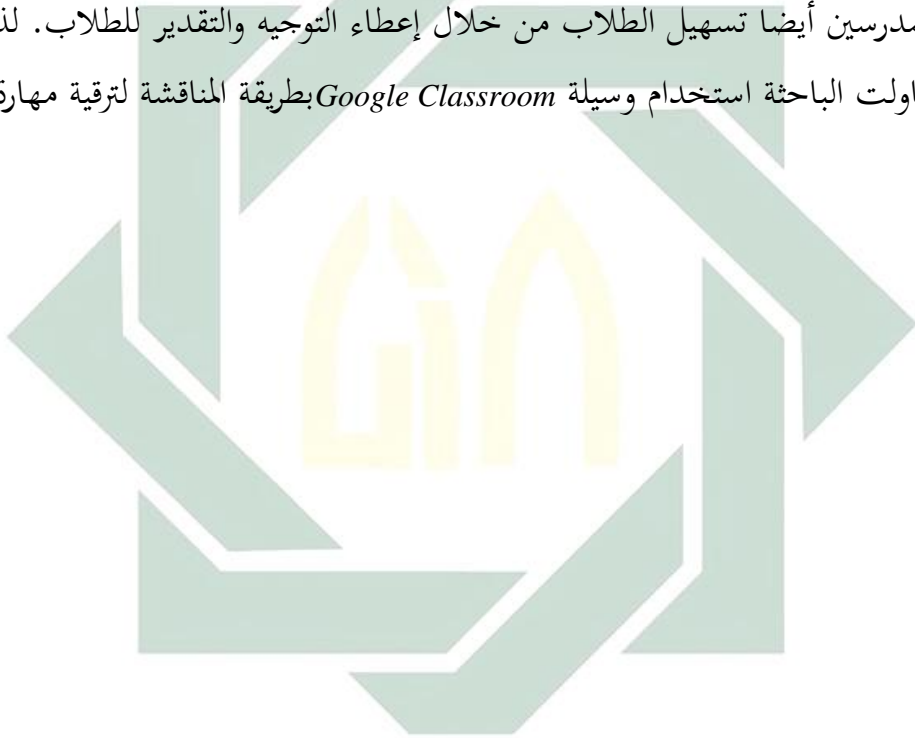 مدرسين أيضا تسهيل الطلاب من خلال إعطاء التوجيه والتقدير للطلاب. لذ
اولت الباحثة استخدام وسيلة Google Classroom بطريقة المناقشة لترقية مهارة